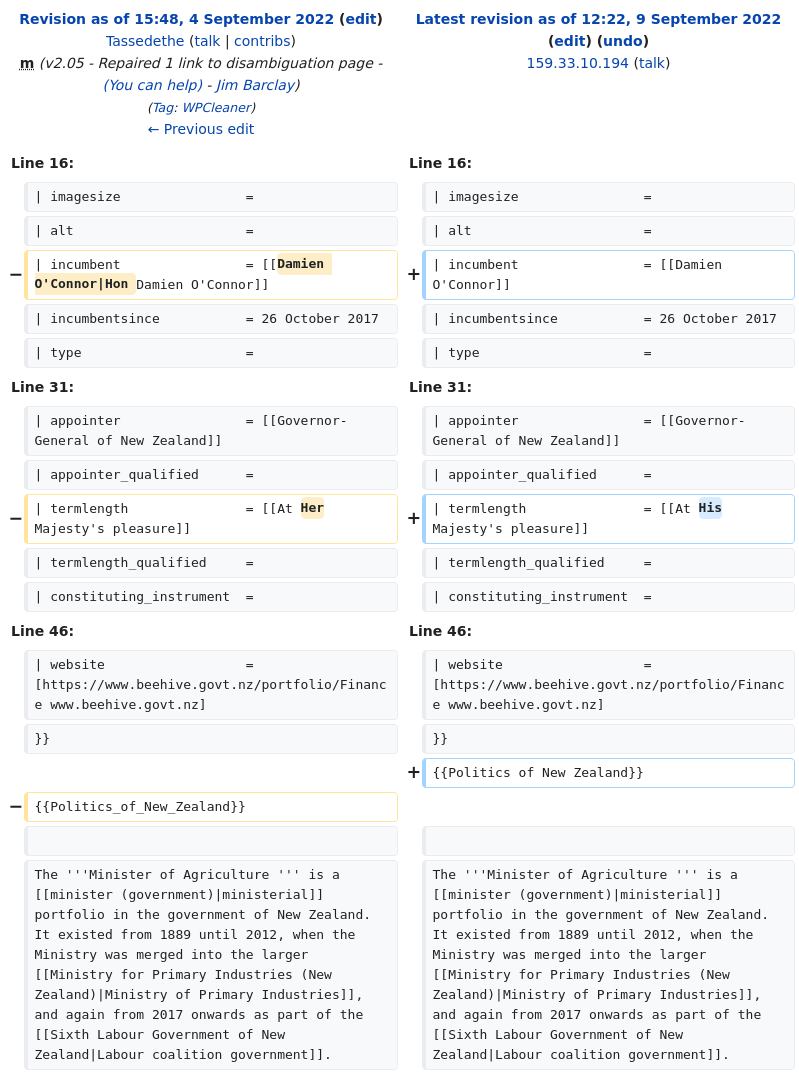 Revision as of 15:48, 4 September 2022 (edit)
Tassedethe (talk | contribs)
m (v2.05 - Repaired 1 link to disambiguation page -
(You can help) - Jim Barclay)
(Tag: WPCleaner)
← Previous edit
Latest revision as of 12:22, 9 September 2022
(edit) (undo)
159.33.10.194 (talk)
Line 16:
Line 16:
| imagesize                =
| imagesize                =
| alt                      =
| alt                      =
− | incumbent                = [[Damien
O'Connor|Hon Damien O'Connor]]
+ | incumbent                = [[Damien
O'Connor]]
| incumbentsince           = 26 October 2017
| incumbentsince           = 26 October 2017
| type                     =
| type                     =
Line 31:
Line 31:
| appointer                = [[Governor-
General of New Zealand]]
| appointer                = [[Governor-
General of New Zealand]]
| appointer_qualified      =
| appointer_qualified      =
− | termlength               = [[At Her
Majesty's pleasure]]
+ | termlength               = [[At His
Majesty's pleasure]]
| termlength_qualified     =
| termlength_qualified     =
| constituting_instrument  =
| constituting_instrument  =
Line 46:
Line 46:
| website                  =
[https://www.beehive.govt.nz/portfolio/Financ
e www.beehive.govt.nz]
| website                  =
[https://www.beehive.govt.nz/portfolio/Financ
e www.beehive.govt.nz]
}}
}}
+ {{Politics of New Zealand}}
− {{Politics_of_New_Zealand}}
The '''Minister of Agriculture ''' is a
[[minister (government)|ministerial]]
portfolio in the government of New Zealand.
It existed from 1889 until 2012, when the
Ministry was merged into the larger
[[Ministry for Primary Industries (New
Zealand)|Ministry of Primary Industries]],
and again from 2017 onwards as part of the
[[Sixth Labour Government of New
Zealand|Labour coalition government]].
The '''Minister of Agriculture ''' is a
[[minister (government)|ministerial]]
portfolio in the government of New Zealand.
It existed from 1889 until 2012, when the
Ministry was merged into the larger
[[Ministry for Primary Industries (New
Zealand)|Ministry of Primary Industries]],
and again from 2017 onwards as part of the
[[Sixth Labour Government of New
Zealand|Labour coalition government]].